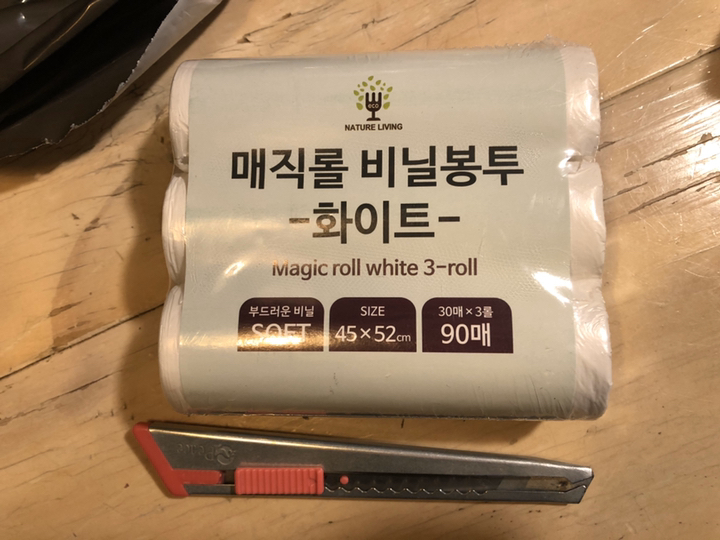 eco
NATURE LIVING
매직롤 비닐봉투
-화이트-
Magic roll white 3-roll
부드러운 비닐
SOFT
SIZE
45×52cm
30매×3롤
90매